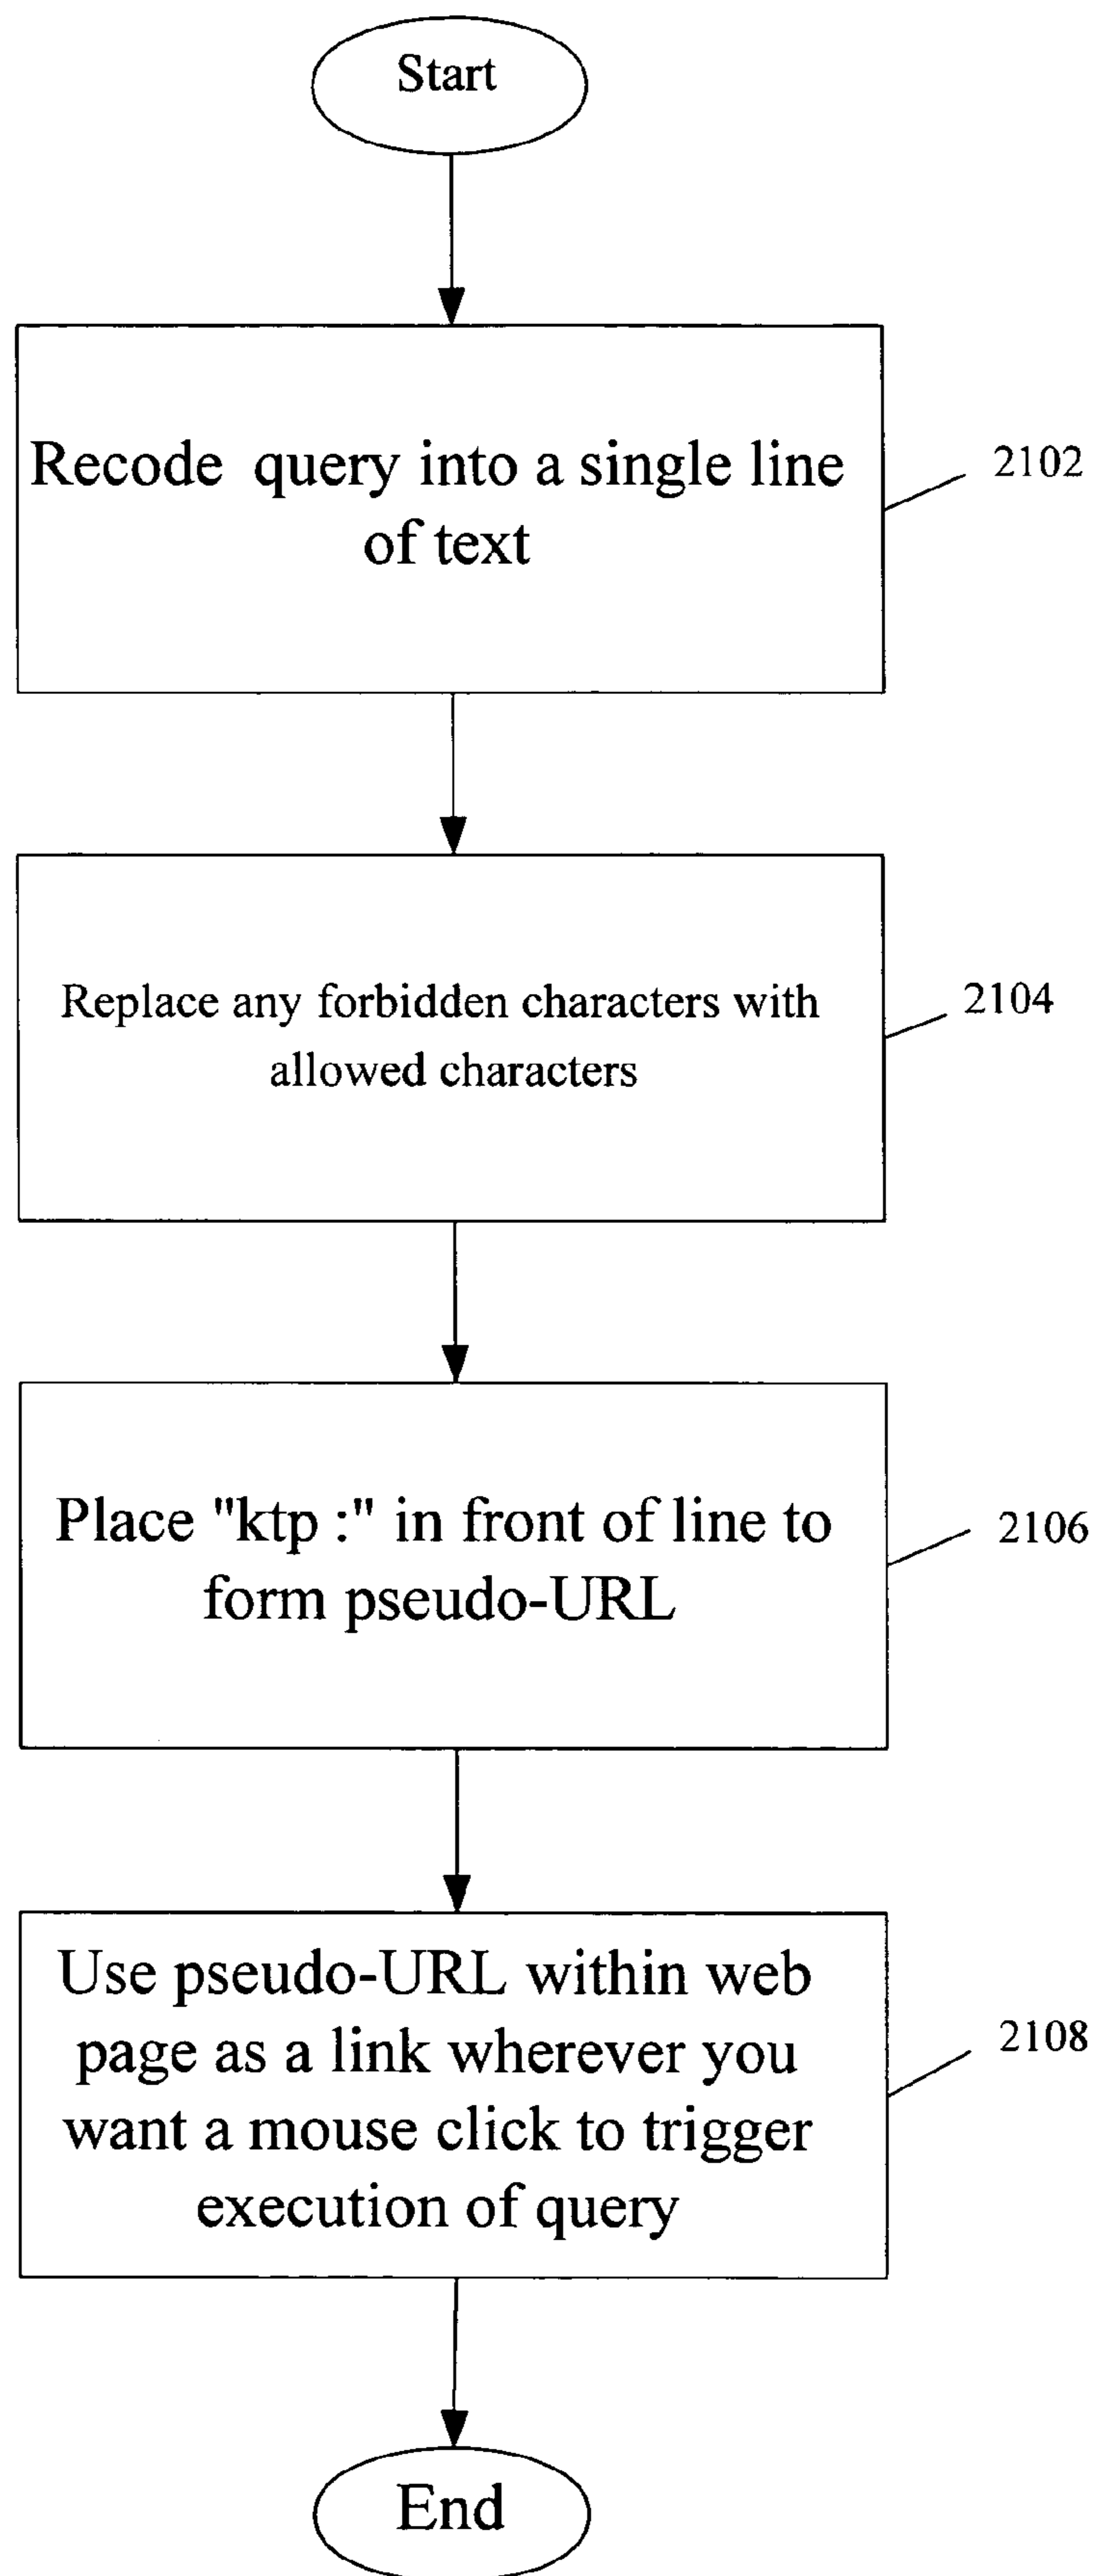 Start
Recode query into a single line
of text
2102
Replace any forbidden characters with
allowed characters
2104
Place "ktp :" in front of line to
form pseudo-URL
2106
Use pseudo-URL within web
page as a link wherever you
want a mouse click to trigger
execution of query
2108
End